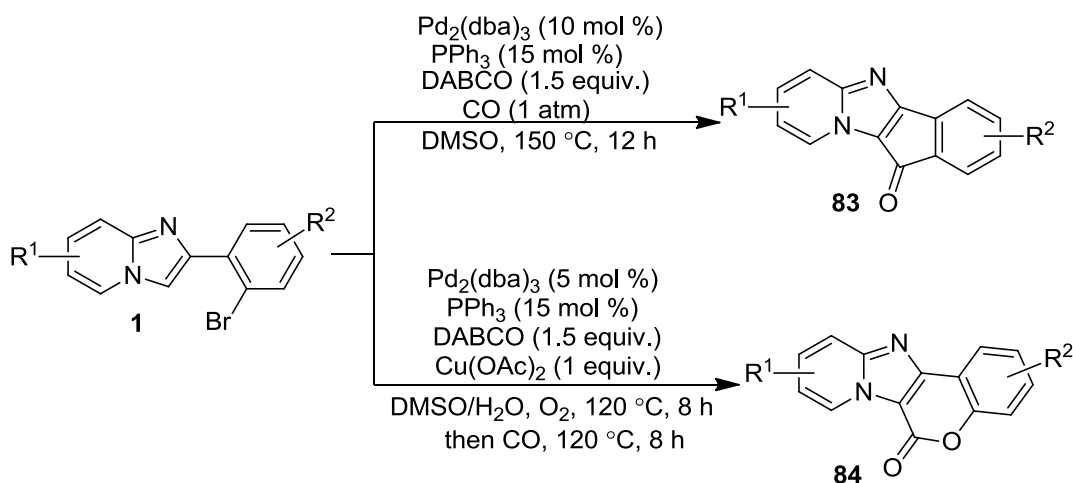 Pd₂(dba)₃ (10 mol %)
PPh₃ (15 mol %)
DABCO (1.5 equiv.)
CO (1 atm)
DMSO, 150 °C, 12 h
R¹
N
N
O
R²
83
R¹
N
N
Br
R²
1
Pd₂(dba)₃ (5 mol %)
PPh₃ (15 mol %)
DABCO (1.5 equiv.)
Cu(OAc)₂ (1 equiv.)
DMSO/H₂O, O₂, 120 °C, 8 h
then CO, 120 °C, 8 h
R¹
N
N
O
O
R²
84